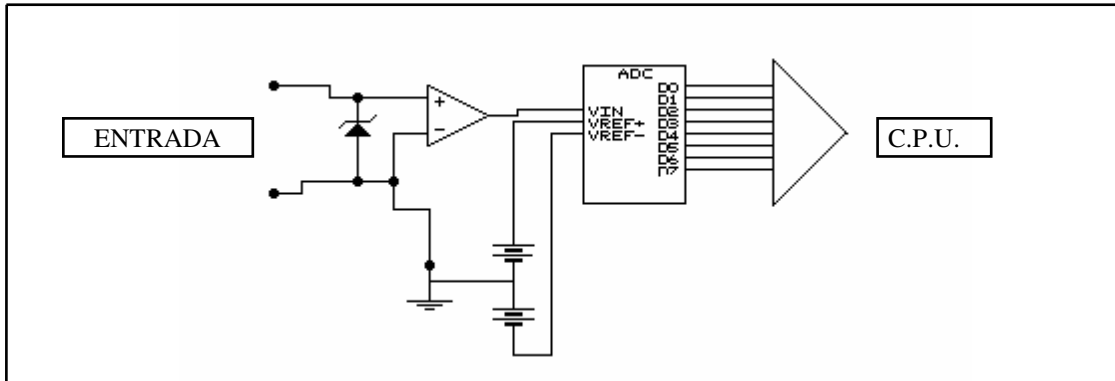 ADC
D0
D1
VIN D2
VREF+ D3
VREF- D4
D5
D6
D7
ENTRADA
C.P.U.
+
-